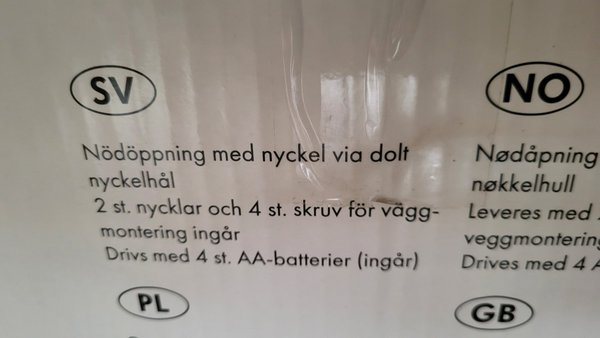 SV
Nödöppning med nyckel via dolt
nyckelhål
2 st. nycklar och 4 st. skruv för vägg-
montering ingår
Drivs med 4 st. AA-batterier (ingår)
NO
Nødåpning
nøkkelhull
Leveres med
veggmontering
Drives med 4
PL
GB